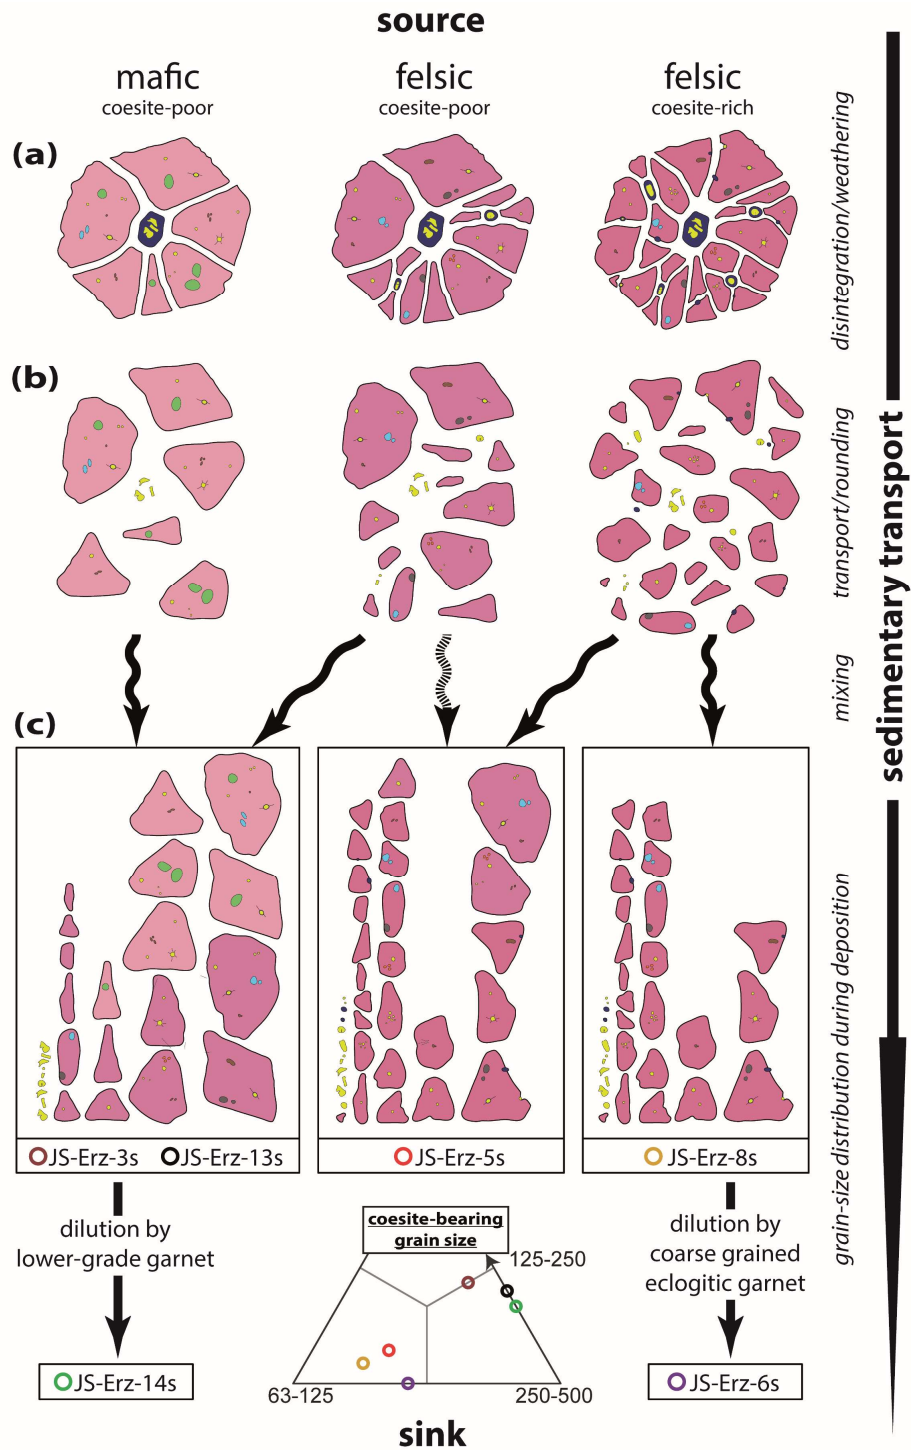 source
mafic
coesite-poor
felsic
coesite-poor
felsic
coesite-rich
(a)
disintegration/weathering
(b)
transport/rounding
sedimentary transport
mixing
(c)
grain-size distribution during deposition
JS-Erz-3s
JS-Erz-13s
JS-Erz-5s
JS-Erz-8s
dilution by
lower-grade garnet
coesite-bearing
grain size
125-250
dilution by
coarse grained
eclogitic garnet
JS-Erz-14s
63-125
250-500
JS-Erz-6s
sink